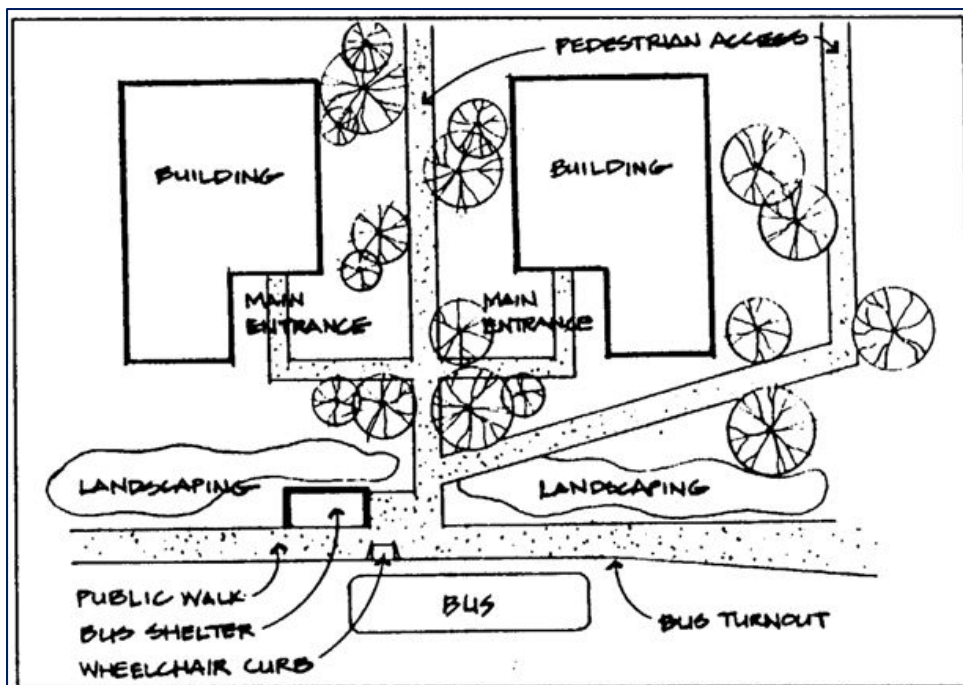 PEDESTRIAN ACCESS
BUILDING
BUILDING
MAIN
ENTRANCE
MAIN
ENTRANCE
LANDSCAPING
LANDSCAPING
PUBLIC WALK
BUS SHELTER
WHEELCHAIR CURB
BUS
BUS TURNOUT